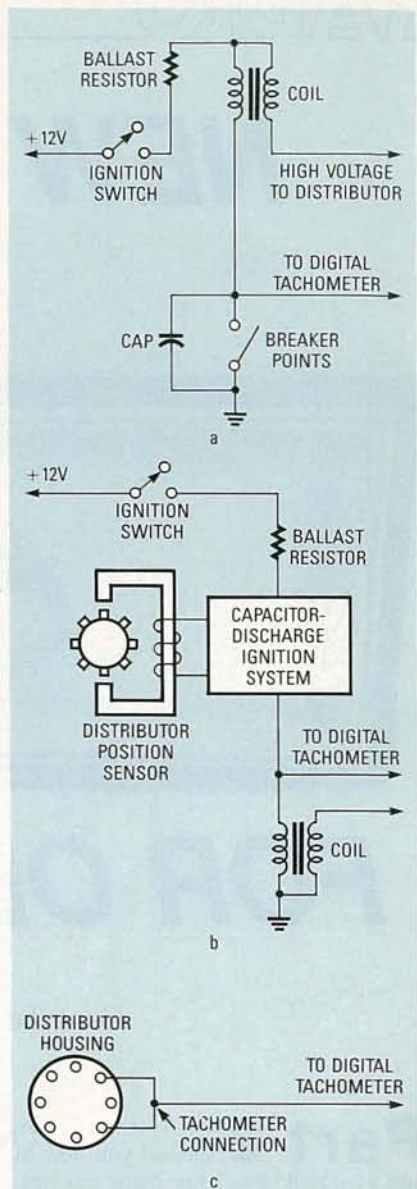 BALLAST
RESISTOR
COIL
+12V
IGNITION
SWITCH
HIGH VOLTAGE
TO DISTRIBUTOR
TO DIGITAL
TACHOMETER
CAP
BREAKER
POINTS
a
+12V
IGNITION
SWITCH
BALLAST
RESISTOR
CAPACITOR-
DISCHARGE
IGNITION
SYSTEM
DISTRIBUTOR
POSITION
SENSOR
TO DIGITAL
TACHOMETER
COIL
b
DISTRIBUTOR
HOUSING
TO DIGITAL
TACHOMETER
TACHOMETER
CONNECTION
c